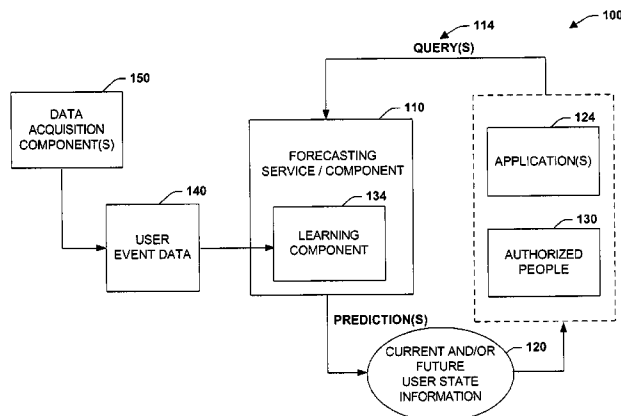 100
114
QUERY(S)
150
DATA
ACQUISITION
COMPONENT(S)
110
FORECASTING
SERVICE / COMPONENT
124
APPLICATION(S)
140
USER
EVENT DATA
134
LEARNING
COMPONENT
130
AUTHORIZED
PEOPLE
PREDICTION(S)
120
CURRENT AND/OR
FUTURE
USER STATE
INFORMATION